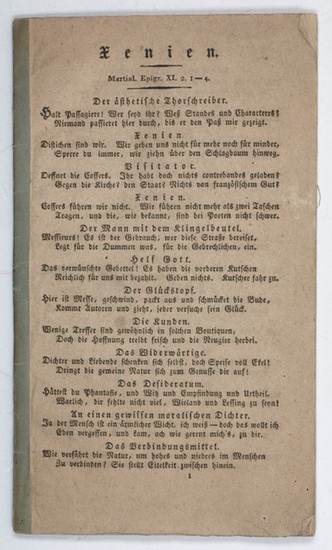 Xenien.
Martial. Epigr. XI. 2. 1—4.
Der ästhetische Thorschreiber.
Halt Passagiere! Wer seyd ihr? Weß Standes und Charakteres?
Niemand passieret hier durch, bis er den Paß mir gezeigt.
Xenien
Distichen sind wir. Wir geben uns nicht für mehr noch für minder,
Sperre du immer, wir ziehn über den Schlagbaum hinweg.
Visitator.
Oeffnet die Coffers. Ihr habt doch nichts contrebandes geladen?
Gegen die Kirche? den Staat? Nichts von französischem Gut?
Xenien.
Coffers führen wir nicht. Wir führen nicht mehr als zwei Taschen
Tragen, und die, wie bekannt, sind bei Poeten nicht schwer.
Der Mann mit dem Klingelbeutel.
Messieurs! Es ist der Gebrauch, wer diese Straße bereiset,
Legt für die Dummen was, für die Gebrechlichen, ein.
Helf Gott.
Das verwünschte Gebettel! Es haben die vorderen Kutschen
Reichlich für uns mit bezahlt. Geben nichts. Kutscher fahr zu.
Der Glückstopf.
Hier ist Messe, geschwind, packt aus und schmücket die Bude,
Kommt Autoren und zieht, jeder versuche sein Glück.
Die Kunden.
Wenige Treffer sind gewöhnlich in solchen Boutiquen,
Doch die Hoffnung treibt frisch und die Neugier herbei.
Das Widerwärtige.
Dichter und Liebende schenken sich selbst, doch Speise voll Ekel!
Dringt die gemeine Natur sich zum Genusse dir auf!
Das Desideratum.
Hättest du Phantasie, und Witz und Empfindung und Urtheil,
Warlich, dir fehlte nicht viel, Wieland und Lessing zu seyn!
An einen gewissen moralischen Dichter.
Ja der Mensch ist ein ärmlicher Wicht, ich weiß—doch das wollt ich
Eben vergessen, und kam, ach wie gereut mich's, zu dir.
Das Verbindungsmittel.
Wie verfährt die Natur, um hohes und niedres im Menschen
Zu verbinden? Sie stellt Eitelkeit zwischen hinein.
1